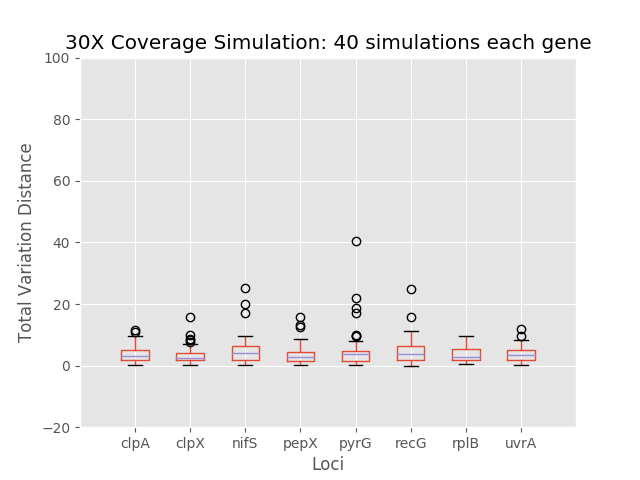 30X Coverage Simulation: 40 simulations each gene
100
80
60
40
20
0
−20
Total Variation Distance
clpA clpX nifS pepX pyrG recG rplB uvrA
Loci